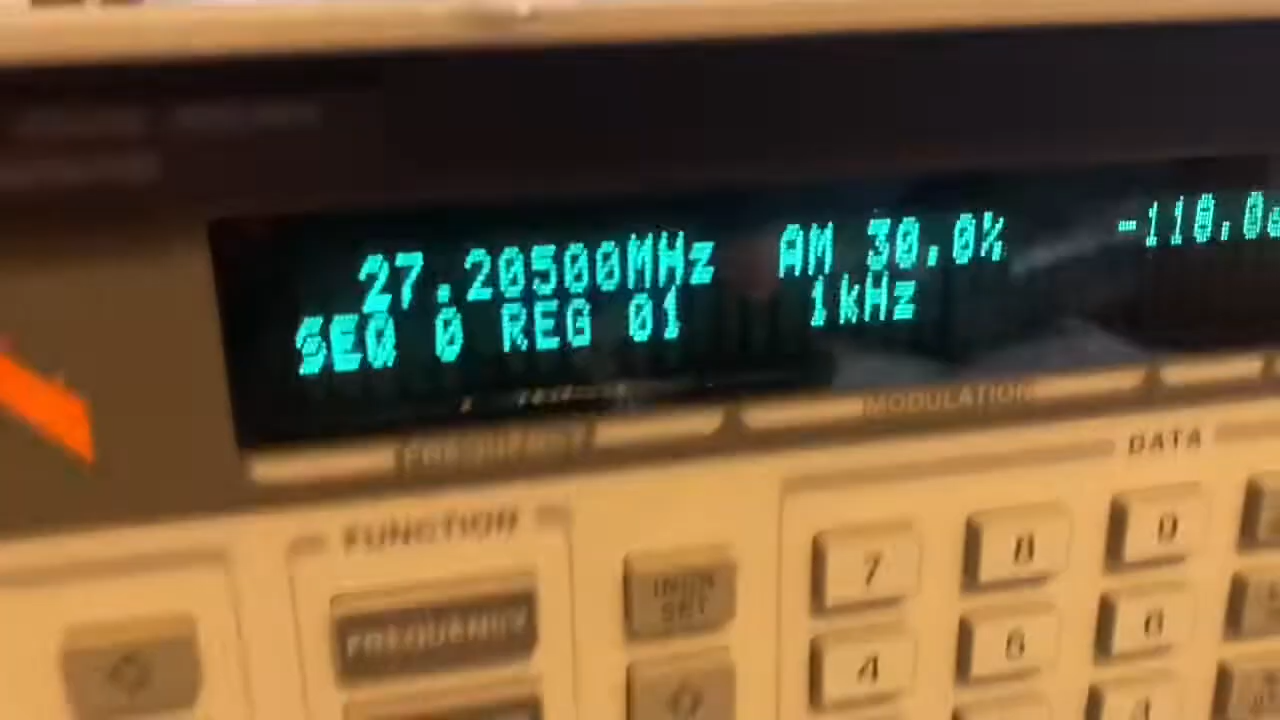 27.20500MHz AM 30.0% -110.0d
SEQ 0 REG 01 1kHz
FREQUENCY MODULATION
DATA
FUNCTION
7 8 9
FREQUENCY
INCR
SET
4 5 6